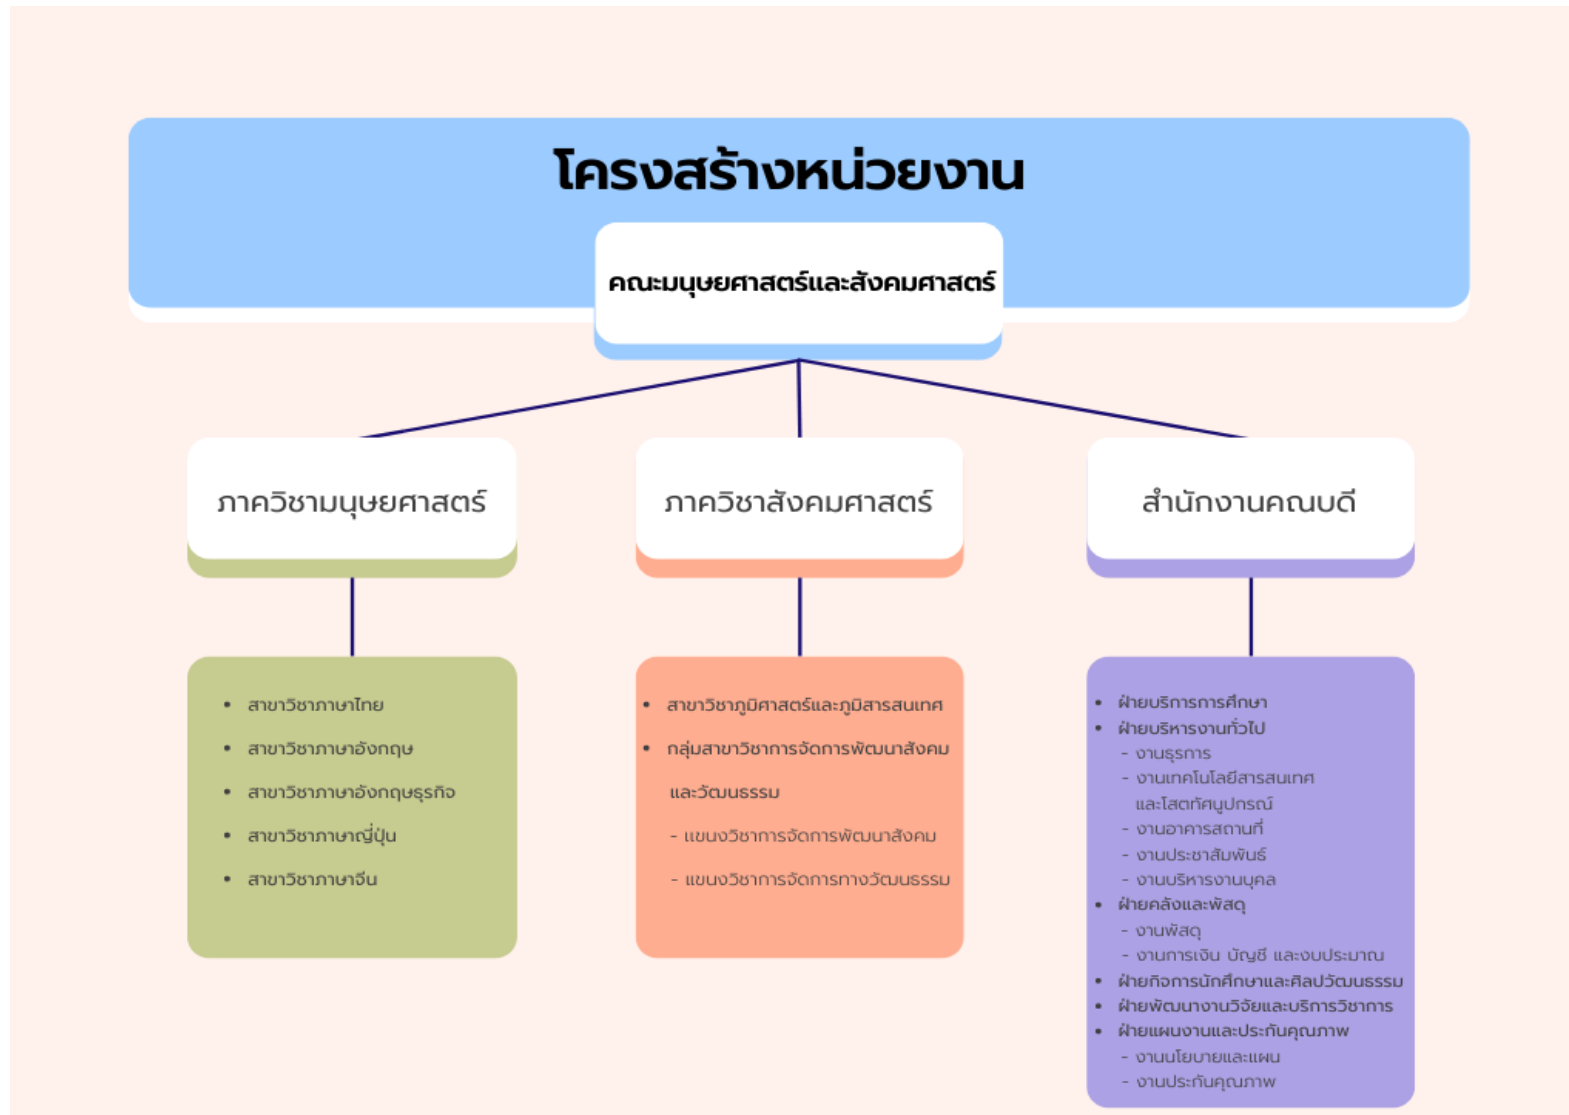 โครงสร้างหน่วยงาน
คณะมนุษยศาสตร์และสังคมศาสตร์
ภาควิชามนุษยศาสตร์
• สาขาวิชาภาษาไทย
• สาขาวิชาภาษาอังกฤษ
• สาขาวิชาภาษาอังกฤษธุรกิจ
• สาขาวิชาภาษาญี่ปุ่น
• สาขาวิชาภาษาจีน
ภาควิชาสังคมศาสตร์
• สาขาวิชาภูมิศาสตร์และภูมิสารสนเทศ
• กลุ่มสาขาวิชาการจัดการพัฒนาสังคม
และวัฒนธรรม
- แขนงวิชาการจัดการพัฒนาสังคม
- แขนงวิชาการจัดการทางวัฒนธรรม
สำนักงานคณบดี
• ฝ่ายบริการการศึกษา
• ฝ่ายบริหารงานทั่วไป
- งานธุรการ
- งานเทคโนโลยีสารสนเทศ
และโสตทัศนูปกรณ์
- งานอาคารสถานที่
- งานประชาสัมพันธ์
- งานบริหารงานบุคล
• ฝ่ายคลังและพัสดุ
- งานพัสดุ
- งานการเงิน บัญชี และงบประมาณ
• ฝ่ายกิจการนักศึกษาและศิลปวัฒนธรรม
• ฝ่ายพัฒนางานวิจัยและบริการวิชาการ
• ฝ่ายแผนงานและประกันคุณภาพ
- งานนโยบายและแผน
- งานประกันคุณภาพ